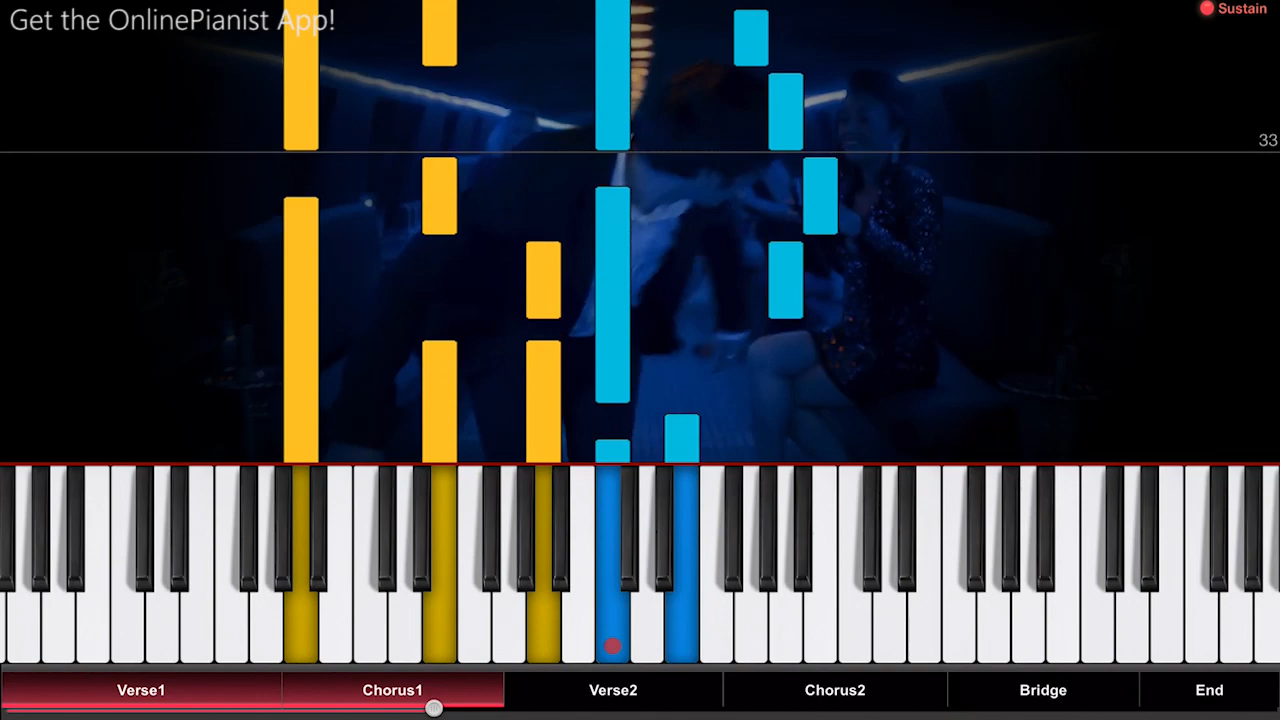 Get the OnlinePianist App!
Sustain
33
Verse1
Chorus1
Verse2
Chorus2
Bridge
End